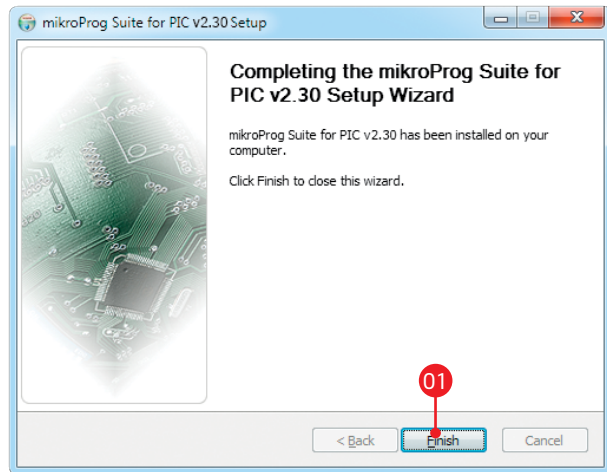 mikroProg Suite for PIC v2.30 Setup
Completing the mikroProg Suite for
PIC v2.30 Setup Wizard
mikroProg Suite for PIC v2.30 has been installed on your
computer.
Click Finish to close this wizard.
01
< Back Finish Cancel